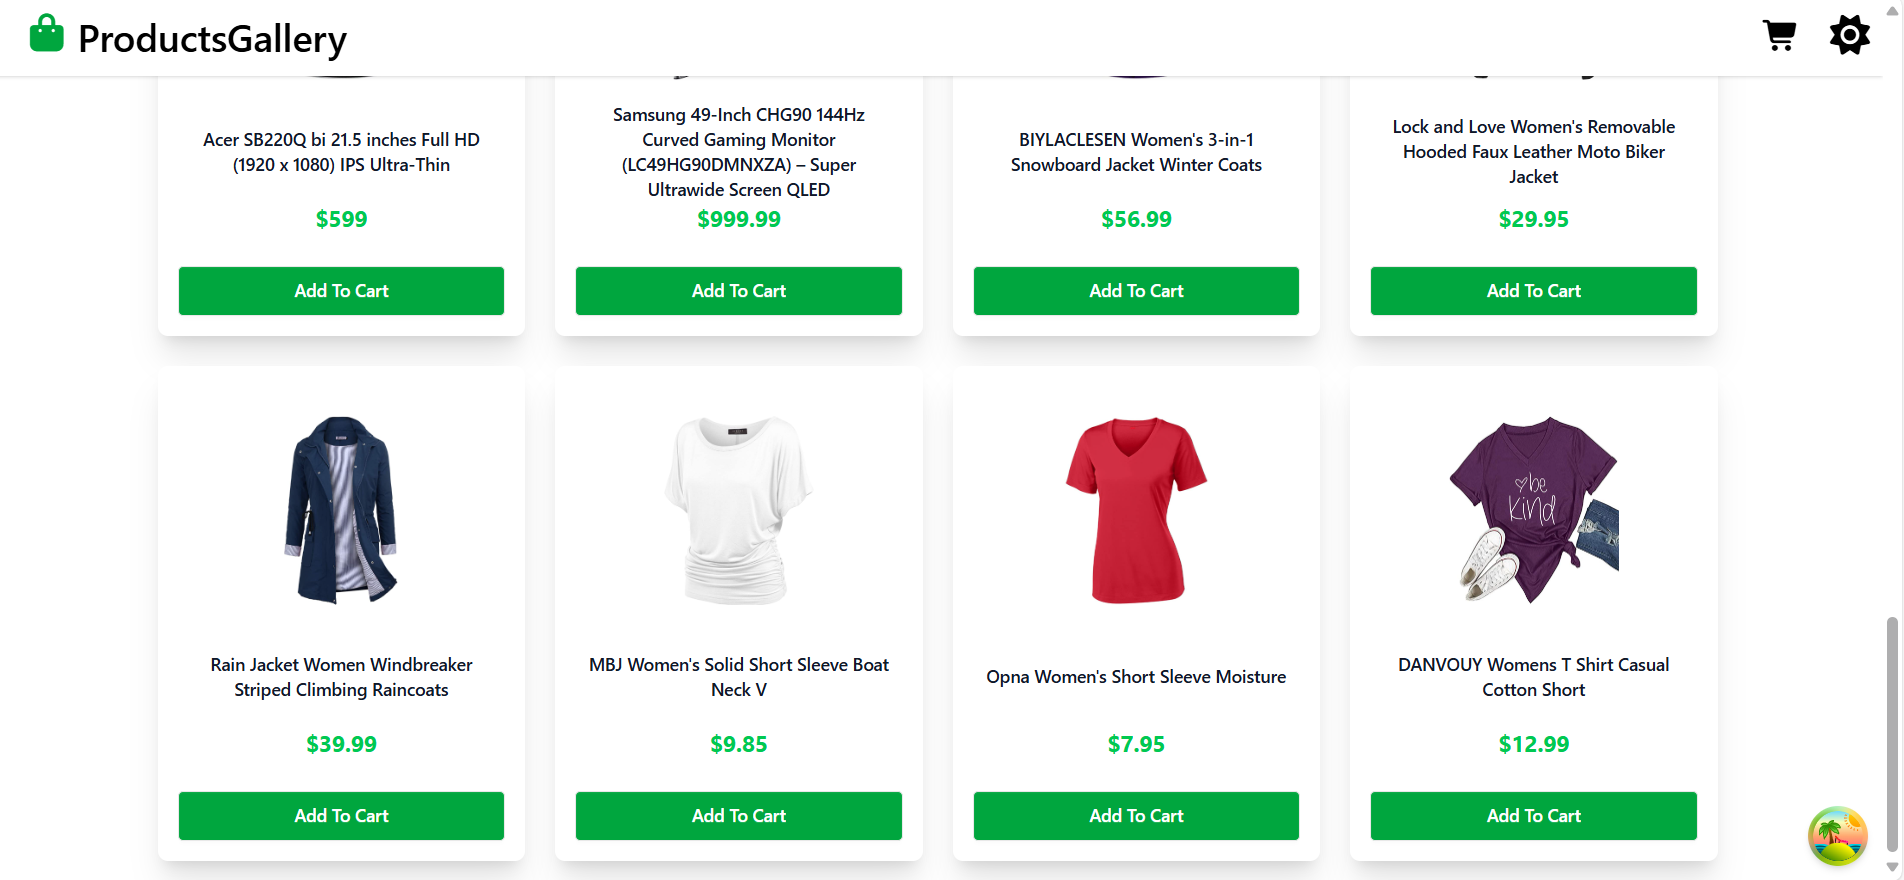 ProductsGallery
Acer SB220Q bi 21.5 inches Full HD
(1920 x 1080) IPS Ultra-Thin
$599
Add To Cart
Samsung 49-Inch CHG90 144Hz
Curved Gaming Monitor
(LC49HG90DMNXZA) – Super
Ultrawide Screen QLED
$999.99
Add To Cart
BIYLACLESEN Women's 3-in-1
Snowboard Jacket Winter Coats
$56.99
Add To Cart
Lock and Love Women's Removable
Hooded Faux Leather Moto Biker
Jacket
$29.95
Add To Cart
Rain Jacket Women Windbreaker
Striped Climbing Raincoats
$39.99
Add To Cart
MBJ Women's Solid Short Sleeve Boat
Neck V
$9.85
Add To Cart
Opna Women's Short Sleeve Moisture
$7.95
Add To Cart
be
kind
DANVOUY Womens T Shirt Casual
Cotton Short
$12.99
Add To Cart